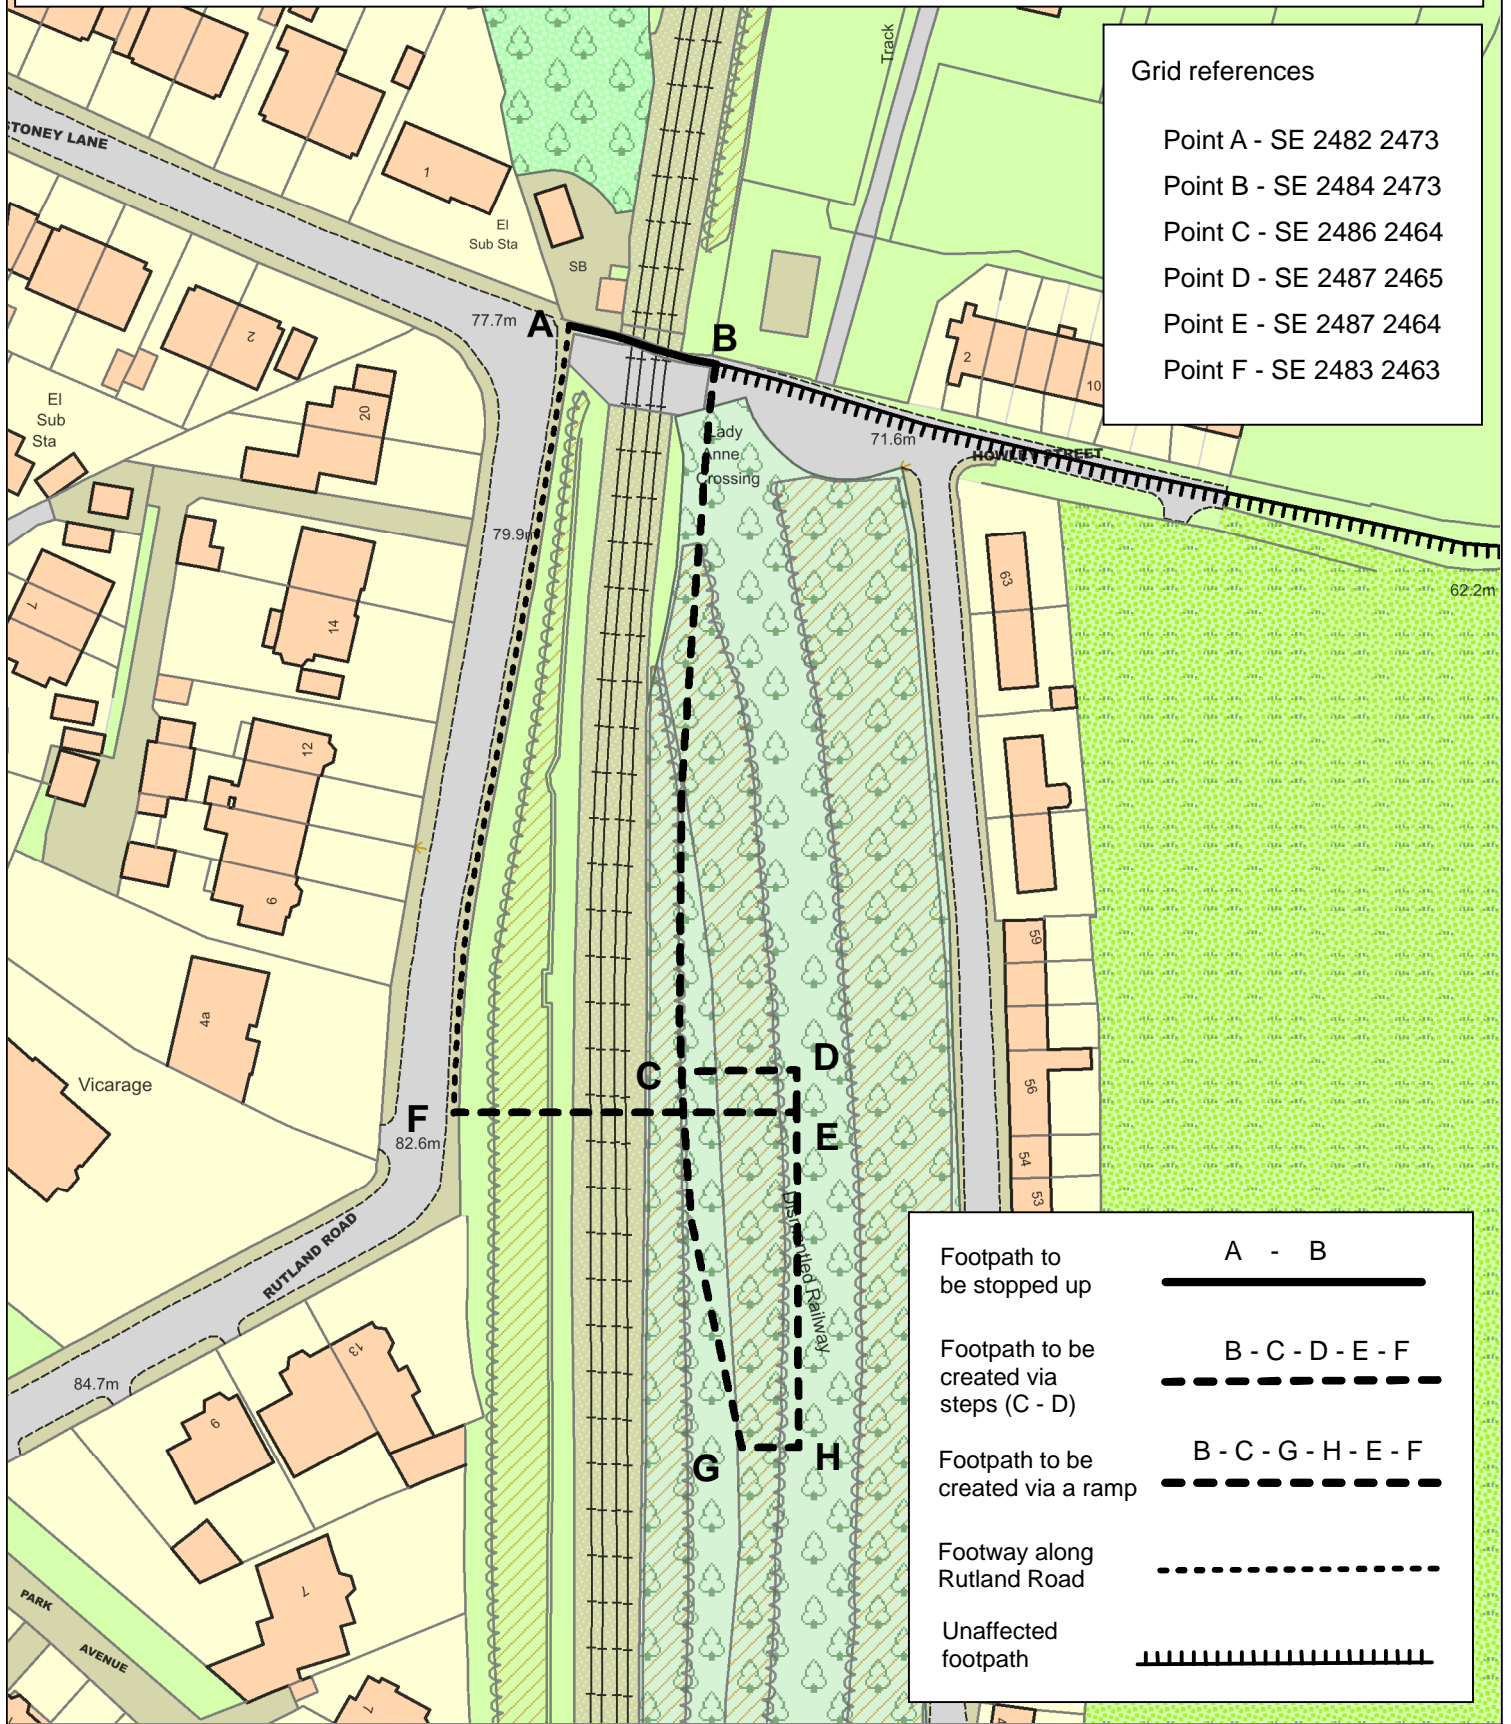 Track
Grid references
Point A - SE 2482 2473
Point B - SE 2484 2473
Point C - SE 2486 2464
Point D - SE 2487 2465
Point E - SE 2487 2464
Point F - SE 2483 2463
STONEY LANE
1
El
Sub Sta
SB
77.7m
A
B
2
2
10
El
Sub
Sta
20
Lady
Anne
Crossing
71.6m
HOWLEY STREET
79.9m
62.2m
63
7
14
12
9
59
4a
Vicarage
C
D
56
F
82.6m
E
54
53
Dismantled Railway
RUTLAND ROAD
13
84.7m
9
G
H
7
PARK
AVENUE
7
Footpath to
be stopped up
A - B
Footpath to be
created via
steps (C - D)
B - C - D - E - F
Footpath to be
created via a ramp
B - C - G - H - E - F
Footway along
Rutland Road
Unaffected
footpath